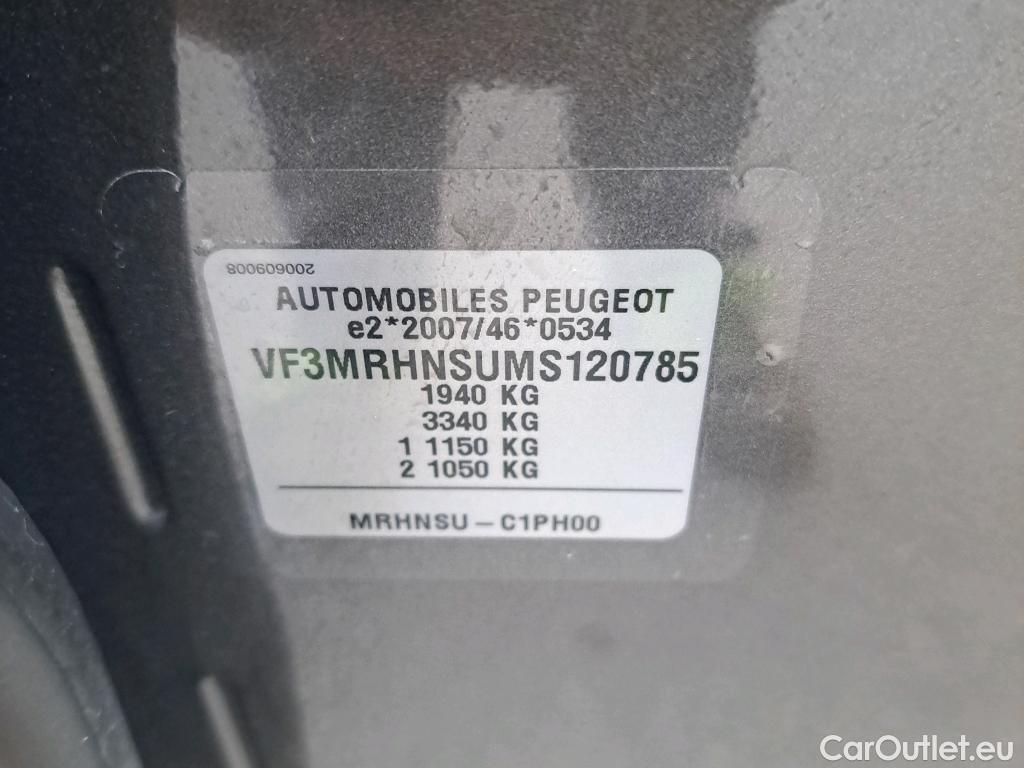 200609008
AUTOMOBILES PEUGEOT
e2*2007/46*0534
VF3MRHNSUMS120785
1940 KG
3340 KG
1 1150 KG
2 1050 KG
MRHNSU – C1PH00
CarOutlet.eu